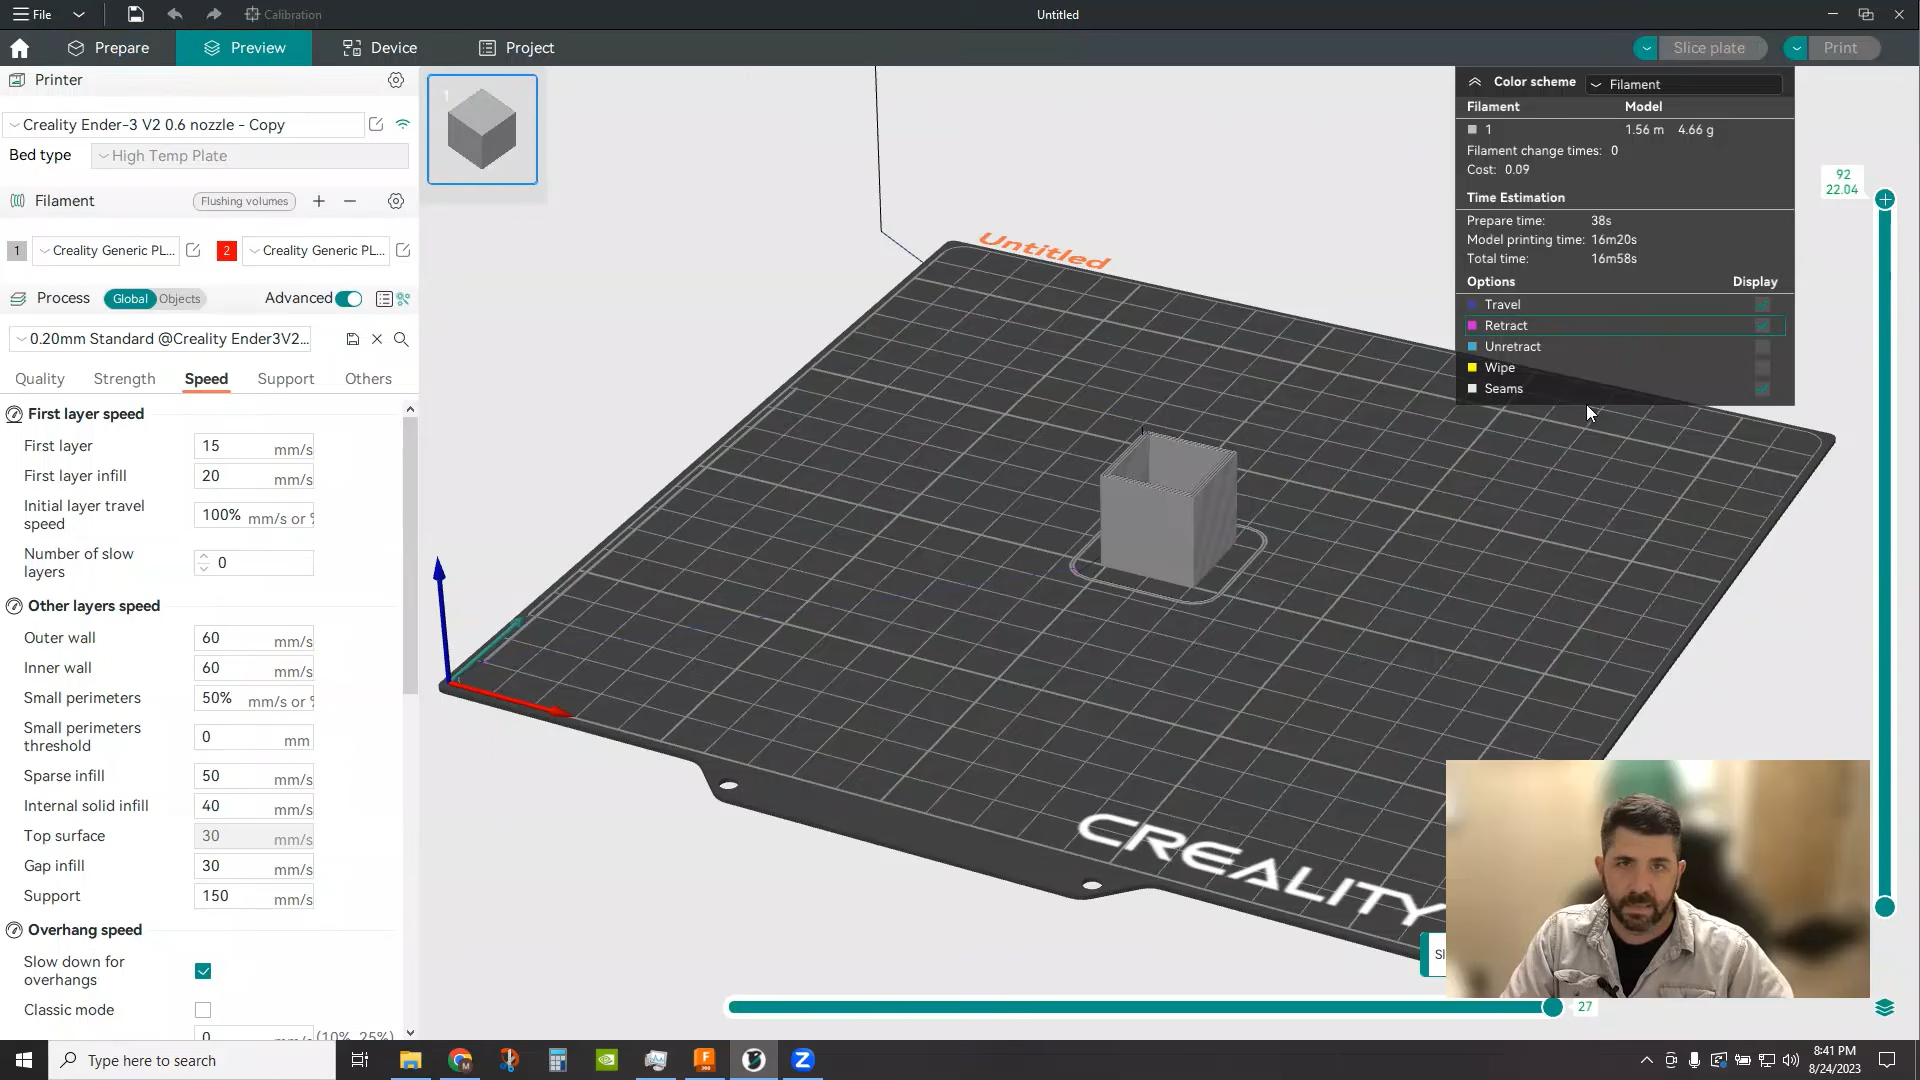 File
Calibration
Untitled
Prepare
Preview
Device
Project
Slice plate
Print
Printer
Creality Ender-3 V2 0.6 nozzle - Copy
Bed type
High Temp Plate
Filament
Flushing volumes
1
Creality Generic PL...
2
Creality Generic PL...
Process
Global
Objects
Advanced
0.20mm Standard @Creality Ender3V2...
Quality
Strength
Speed
Support
Others
First layer speed
First layer
15
mm/s
First layer infill
20
mm/s
Initial layer travel
speed
100%
mm/s or
Number of slow
layers
0
Other layers speed
Outer wall
60
mm/s
Inner wall
60
mm/s
Small perimeters
50%
mm/s or
Small perimeters
threshold
0
mm
Sparse infill
50
mm/s
Internal solid infill
40
mm/s
Top surface
30
mm/s
Gap infill
30
mm/s
Support
150
mm/s
Overhang speed
Slow down for
overhangs
Classic mode
1
Untitled
CREALITY
Color scheme
Filament
Filament
Model
1
1.56 m
4.66 g
Filament change times: 0
Cost: 0.09
Time Estimation
Prepare time: 38s
Model printing time: 16m20s
Total time: 16m58s
Options
Display
Travel
Retract
Unretract
Wipe
Seams
92
22.04
27
Type here to search
8:41 PM
8/24/2023